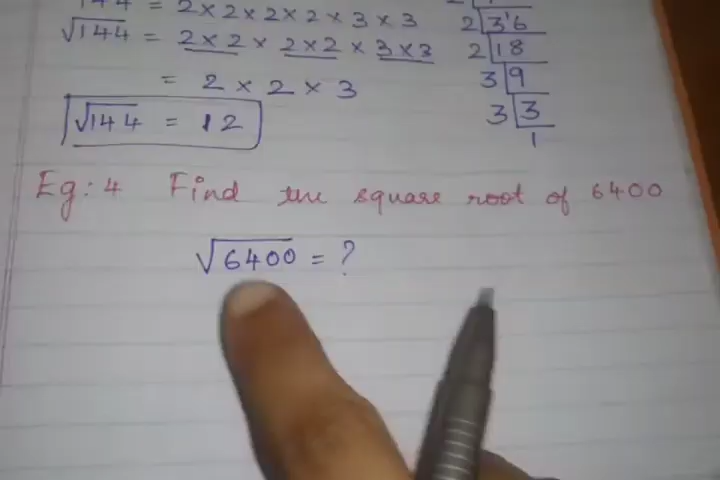 144 = 2 × 2 × 2 × 2 × 3 × 3
√144 = 2 × 2 × 2 × 2 × 3 × 3
= 2 × 2 × 3
√144 = 12
2 36
2 18
3 9
3 3
1
Eg: 4 Find the square root of 6400
√6400 = ?